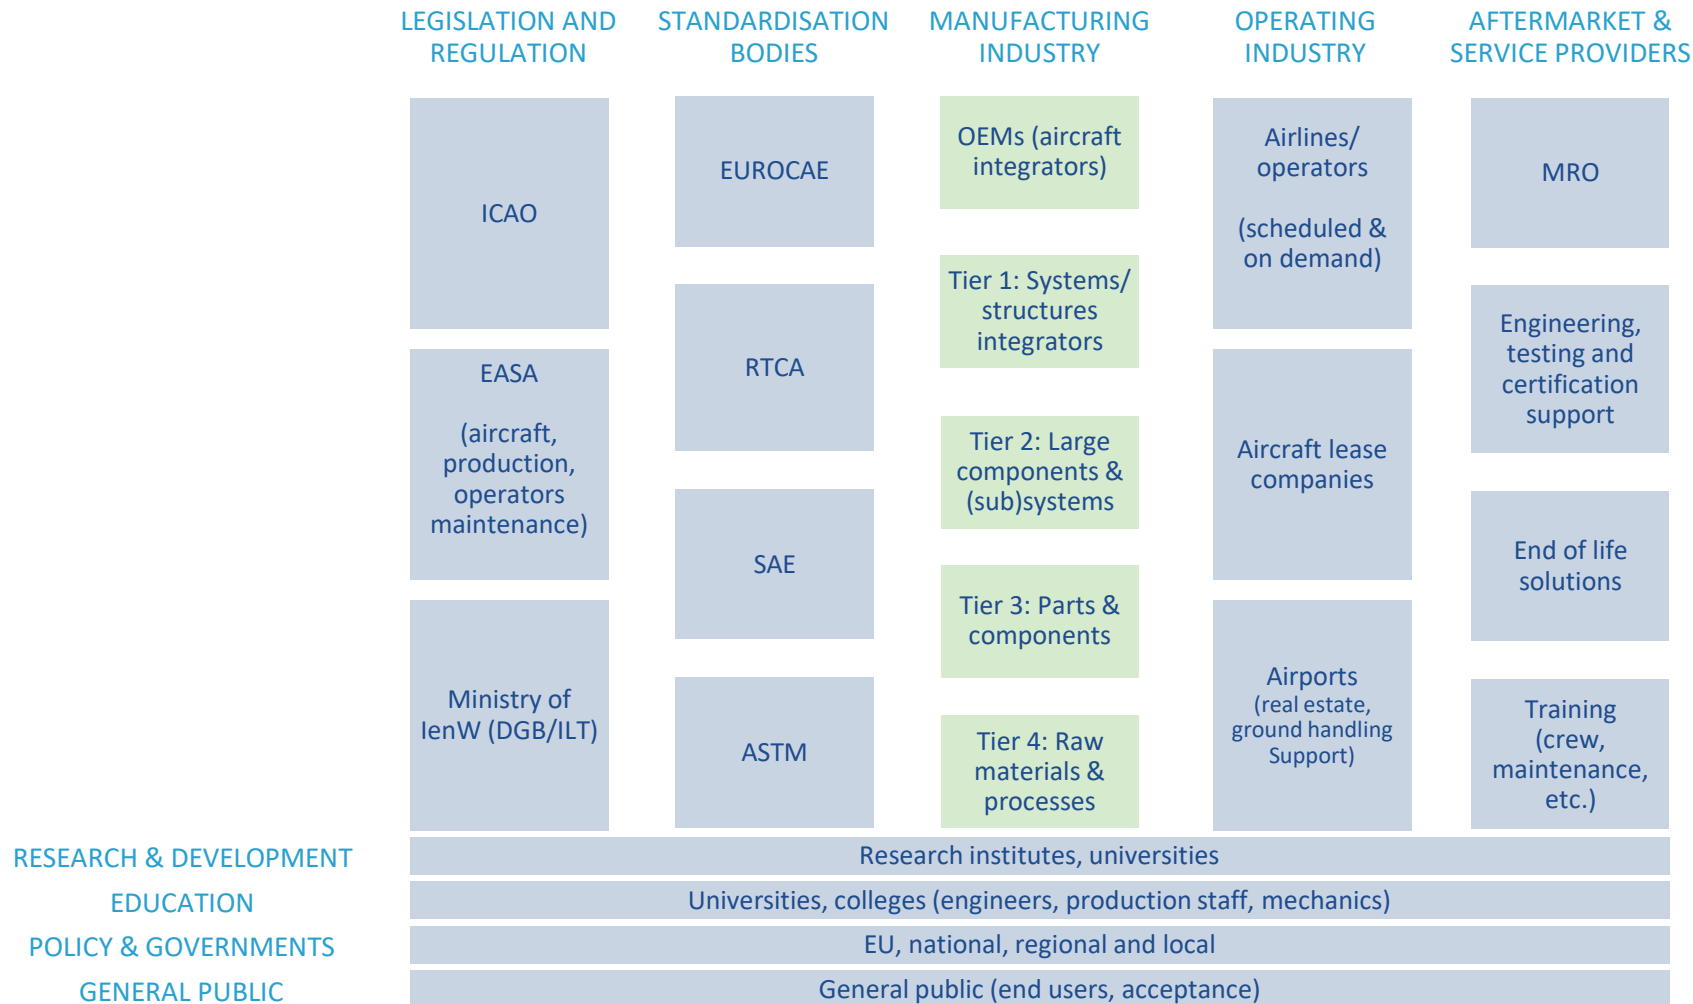 LEGISLATION AND
REGULATION
STANDARDISATION
BODIES
MANUFACTURING
INDUSTRY
OPERATING
INDUSTRY
AFTERMARKET &
SERVICE PROVIDERS
ICAO
EASA
(aircraft,
production,
operators
maintenance)
Ministry of
IenW (DGB/ILT)
EUROCAE
RTCA
SAE
ASTM
OEMs (aircraft
integrators)
Tier 1: Systems/
structures
integrators
Tier 2: Large
components &
(sub)systems
Tier 3: Parts &
components
Tier 4: Raw
materials &
processes
Airlines/
operators
(scheduled &
on demand)
Aircraft lease
companies
Airports
(real estate,
ground handling
Support)
MRO
Engineering,
testing and
certification
support
End of life
solutions
Training
(crew,
maintenance,
etc.)
RESEARCH & DEVELOPMENT
Research institutes, universities
EDUCATION
Universities, colleges (engineers, production staff, mechanics)
POLICY & GOVERNMENTS
EU, national, regional and local
GENERAL PUBLIC
General public (end users, acceptance)